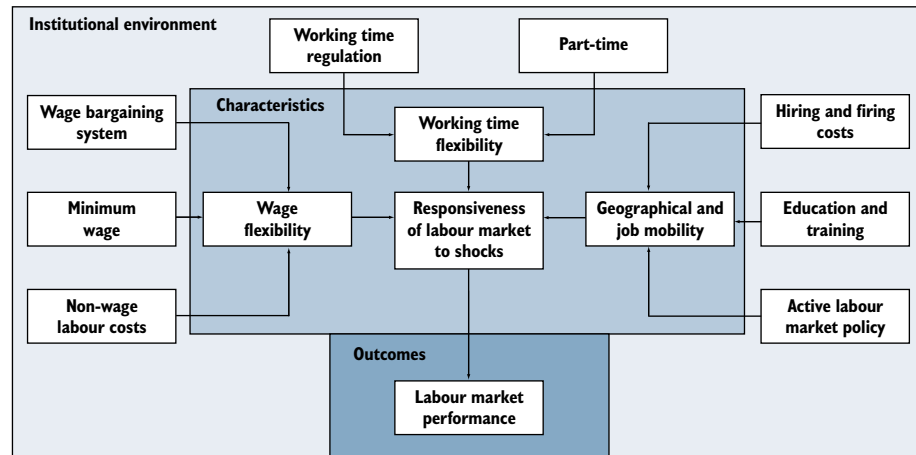 Institutional environment
Working time
regulation
Part-time
Wage bargaining
system
Characteristics
Working time
flexibility
Hiring and firing
costs
Minimum
wage
Wage
flexibility
Responsiveness
of labour market
to shocks
Geographical and
job mobility
Education and
training
Non-wage
labour costs
Active labour
market policy
Outcomes
Labour market
performance